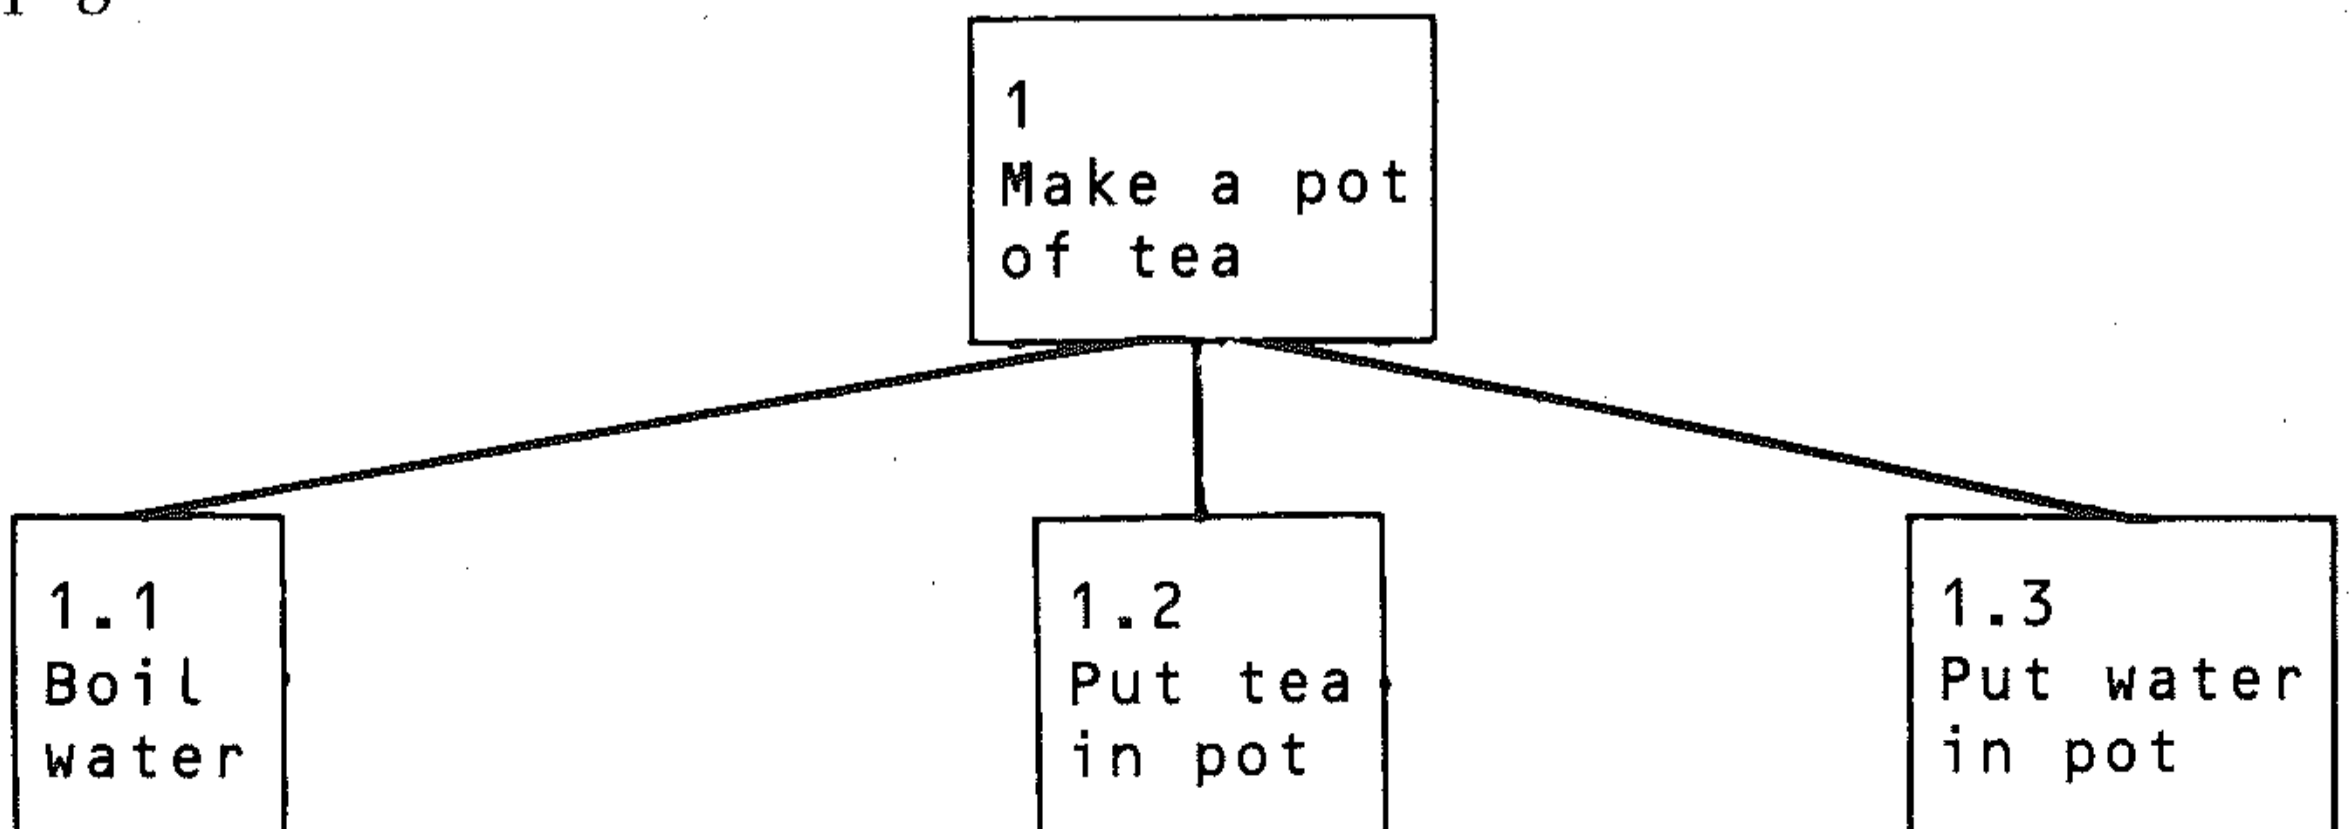 1
Make a pot
of tea
1.1
Boil
water
1.2
Put tea
in pot
1.3
Put water
in pot